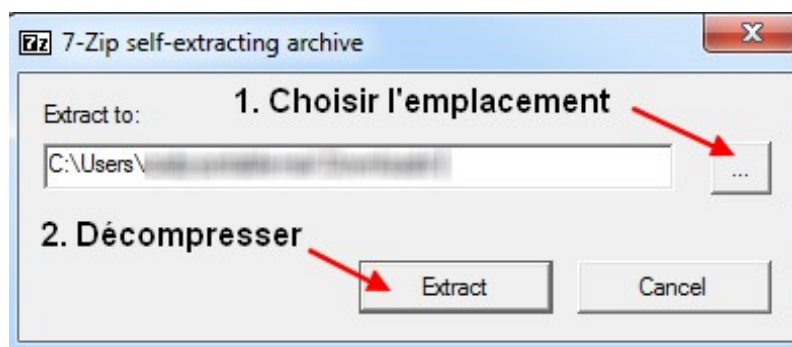 7-Zip self-extracting archive
1. Choisir l'emplacement
Extract to:
C:\Users\
...
2. Décompresser
Extract
Cancel